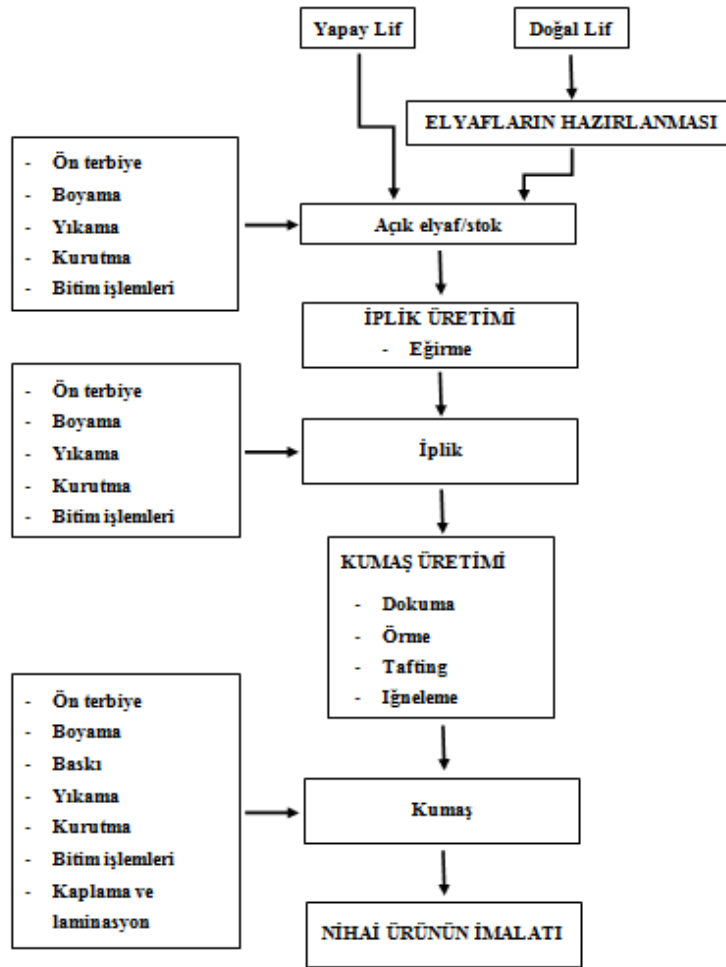 Yapay Lif
Doğal Lif
ELYAFLARIN HAZIRLANMASI
- Ön terbiye
- Boyama
- Yıkama
- Kurutma
- Bitim işlemleri
Açık elyaf/stok
İPLİK ÜRETİMİ
- Eğirme
- Ön terbiye
- Boyama
- Yıkama
- Kurutma
- Bitim işlemleri
İplik
KUMAŞ ÜRETİMİ
- Dokuma
- Örme
- Tafting
- Iğneleme
- Ön terbiye
- Boyama
- Baskı
- Yıkama
- Kurutma
- Bitim işlemleri
- Kaplama ve
laminasyon
Kumaş
NİHAİ ÜRÜNÜN İMALATI